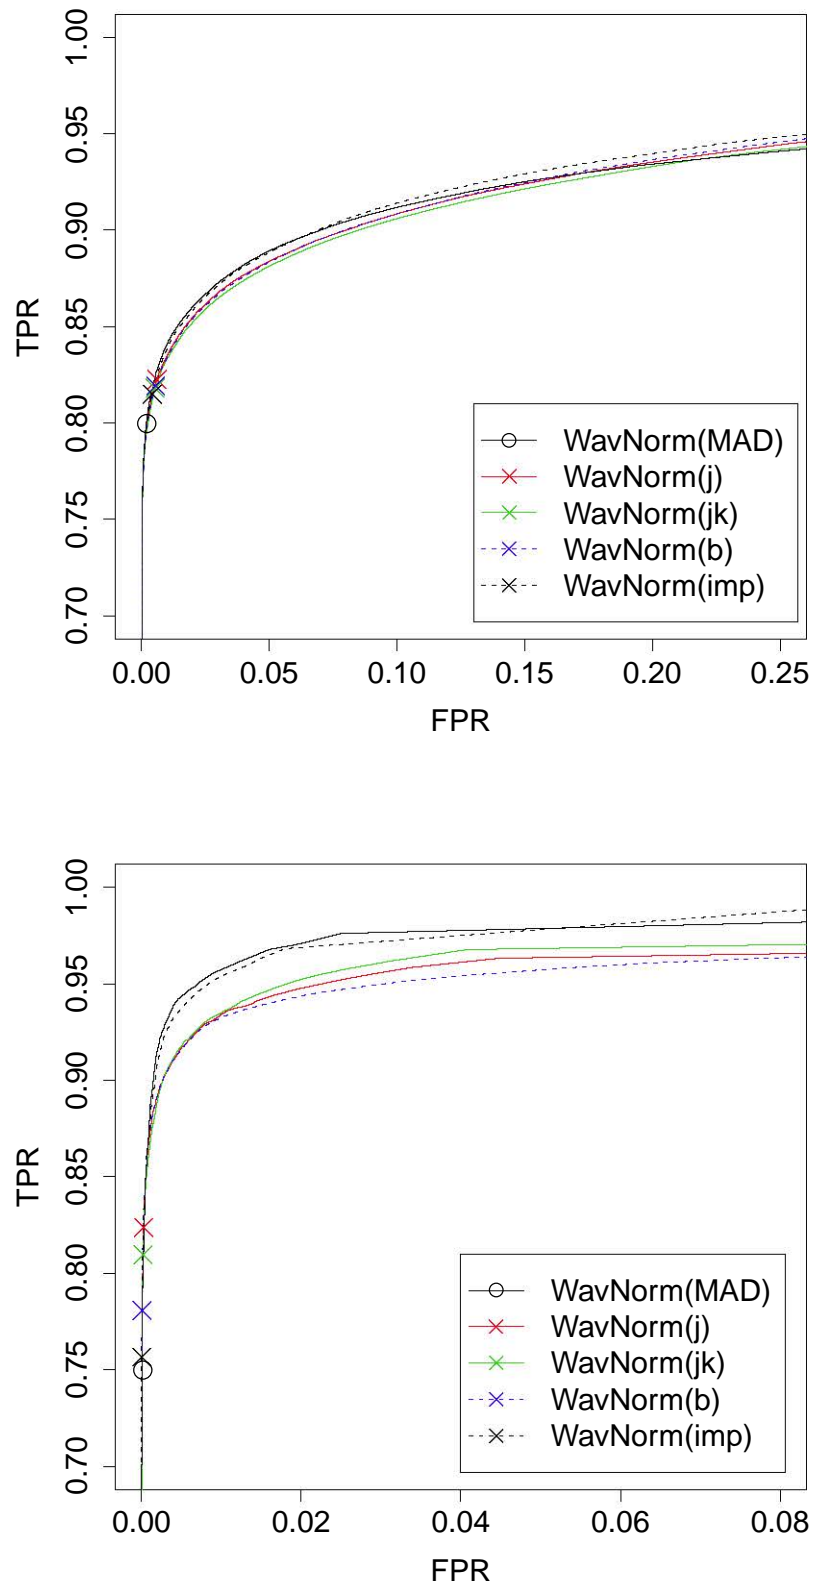 1.00
0.95
0.90
0.85
0.80
0.75
0.70
TPR
WavNorm(MAD)
WavNorm(j)
WavNorm(jk)
WavNorm(b)
WavNorm(imp)
0.00 0.05 0.10 0.15 0.20 0.25
FPR
1.00
0.95
0.90
0.85
0.80
0.75
0.70
TPR
WavNorm(MAD)
WavNorm(j)
WavNorm(jk)
WavNorm(b)
WavNorm(imp)
0.00 0.02 0.04 0.06 0.08
FPR